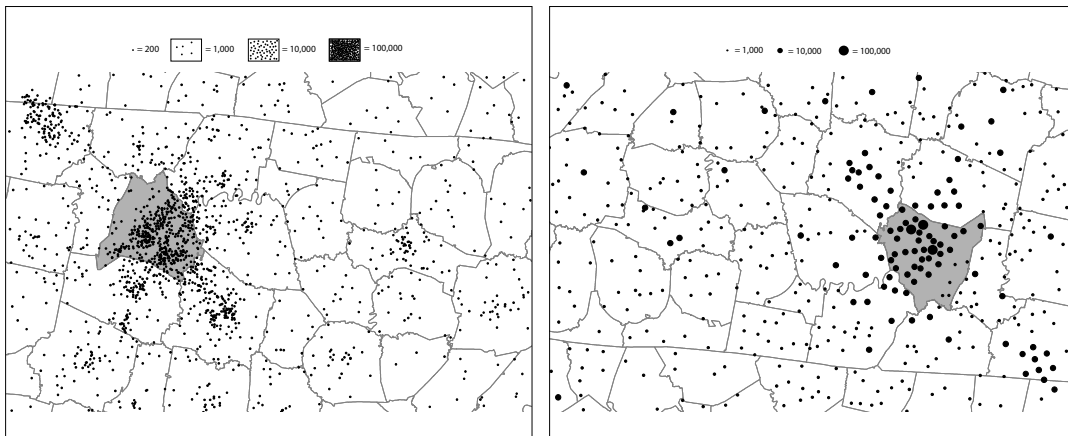 = 200 = 1,000 = 10,000 = 100,000
= 1,000 = 10,000 = 100,000